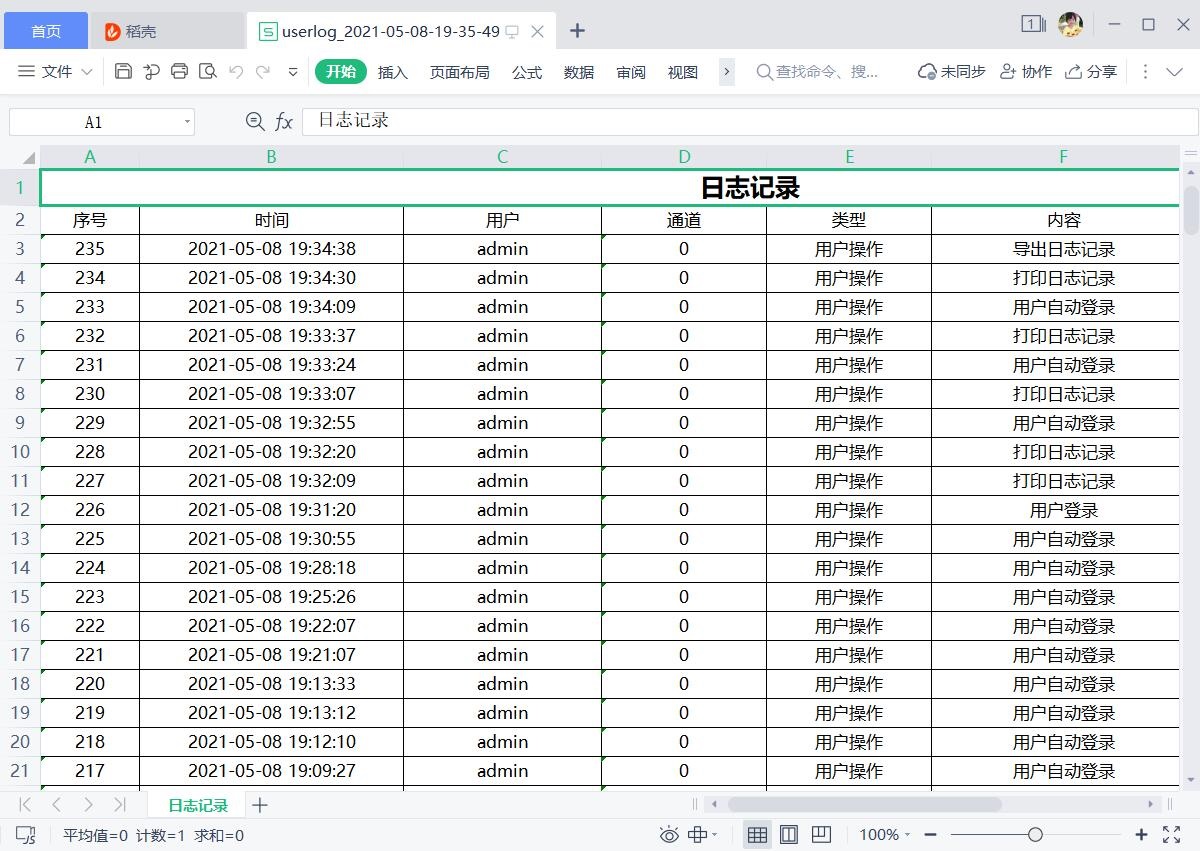 首页 稻壳 userlog_2021-05-08-19-35-49 1
文件 开始 插入 页面布局 公式 数据 审阅 视图 查找命令、搜... 未同步 协作 分享
A1 fx 日志记录
A B C D E F
1 日志记录
2 序号 时间 用户 通道 类型 内容
3 235 2021-05-08 19:34:38 admin 0 用户操作 导出日志记录
4 234 2021-05-08 19:34:30 admin 0 用户操作 打印日志记录
5 233 2021-05-08 19:34:09 admin 0 用户操作 用户自动登录
6 232 2021-05-08 19:33:37 admin 0 用户操作 打印日志记录
7 231 2021-05-08 19:33:24 admin 0 用户操作 用户自动登录
8 230 2021-05-08 19:33:07 admin 0 用户操作 打印日志记录
9 229 2021-05-08 19:32:55 admin 0 用户操作 用户自动登录
10 228 2021-05-08 19:32:20 admin 0 用户操作 打印日志记录
11 227 2021-05-08 19:32:09 admin 0 用户操作 打印日志记录
12 226 2021-05-08 19:31:20 admin 0 用户操作 用户登录
13 225 2021-05-08 19:30:55 admin 0 用户操作 用户自动登录
14 224 2021-05-08 19:28:18 admin 0 用户操作 用户自动登录
15 223 2021-05-08 19:25:26 admin 0 用户操作 用户自动登录
16 222 2021-05-08 19:22:07 admin 0 用户操作 用户自动登录
17 221 2021-05-08 19:21:07 admin 0 用户操作 用户自动登录
18 220 2021-05-08 19:13:33 admin 0 用户操作 用户自动登录
19 219 2021-05-08 19:13:12 admin 0 用户操作 用户自动登录
20 218 2021-05-08 19:12:10 admin 0 用户操作 用户自动登录
21 217 2021-05-08 19:09:27 admin 0 用户操作 用户自动登录
日志记录
平均值=0 计数=1 求和=0 100%